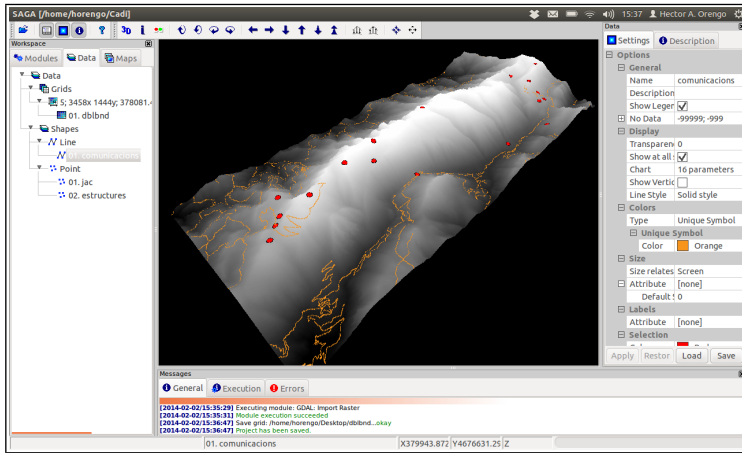 SAGA [/home/horengo/Cadi]
15:37 Hector A. Orengo
3D
Workspace
Modules Data Maps
Data
Grids
5; 3458x 1444y; 378081.4
01. dblbnd
Shapes
Line
01. comunicacions
Point
01. jac
02. estructures
Data
Settings Description
Options
General
Name comunicacions
Description
Show Leger
No Data -99999; -999
Display
Transparen 0
Show at all s
Chart 16 parameters
Show Vertic
Line Style Solid style
Colors
Type Unique Symbol
Unique Symbol
Color Orange
Size
Size relates Screen
Attribute [none]
Default S 0
Labels
Attribute [none]
Selection
Apply Restor Load Save
Messages
General Execution Errors
[2014-02-02/15:35:29] Executing module: GDAL: Import Raster
[2014-02-02/15:35:31] Module execution succeeded
[2014-02-02/15:36:47] Save grid: /home/horengo/Desktop/dblbnd...okay
[2014-02-02/15:36:47] Project has been saved.
01. comunicacions X379943.872 Y4676631.25 Z